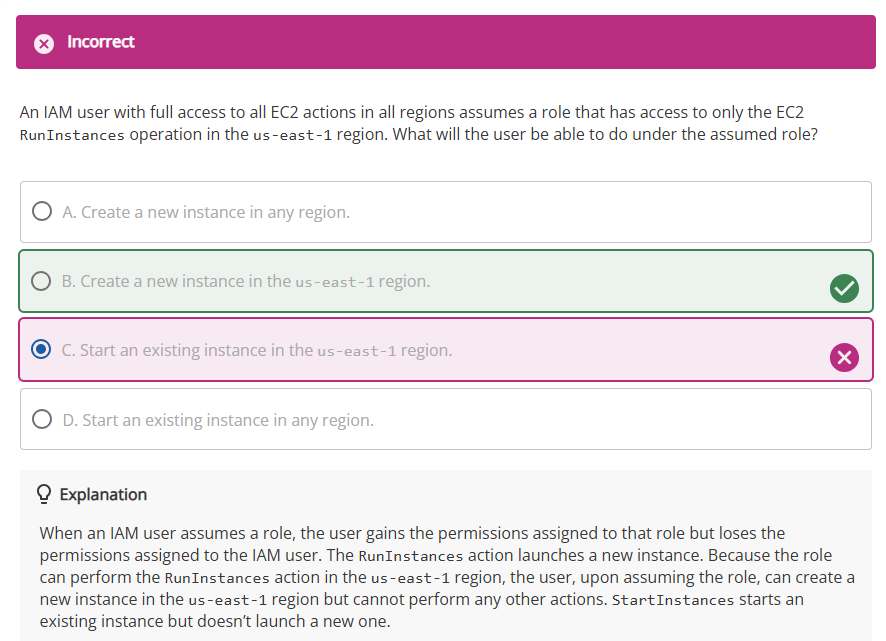 Incorrect
An IAM user with full access to all EC2 actions in all regions assumes a role that has access to only the EC2
RunInstances operation in the us-east-1 region. What will the user be able to do under the assumed role?
A. Create a new instance in any region.
B. Create a new instance in the us-east-1 region.
C. Start an existing instance in the us-east-1 region.
D. Start an existing instance in any region.
Explanation
When an IAM user assumes a role, the user gains the permissions assigned to that role but loses the
permissions assigned to the IAM user. The RunInstances action launches a new instance. Because the role
can perform the RunInstances action in the us-east-1 region, the user, upon assuming the role, can create a
new instance in the us-east-1 region but cannot perform any other actions. StartInstances starts an
existing instance but doesn’t launch a new one.